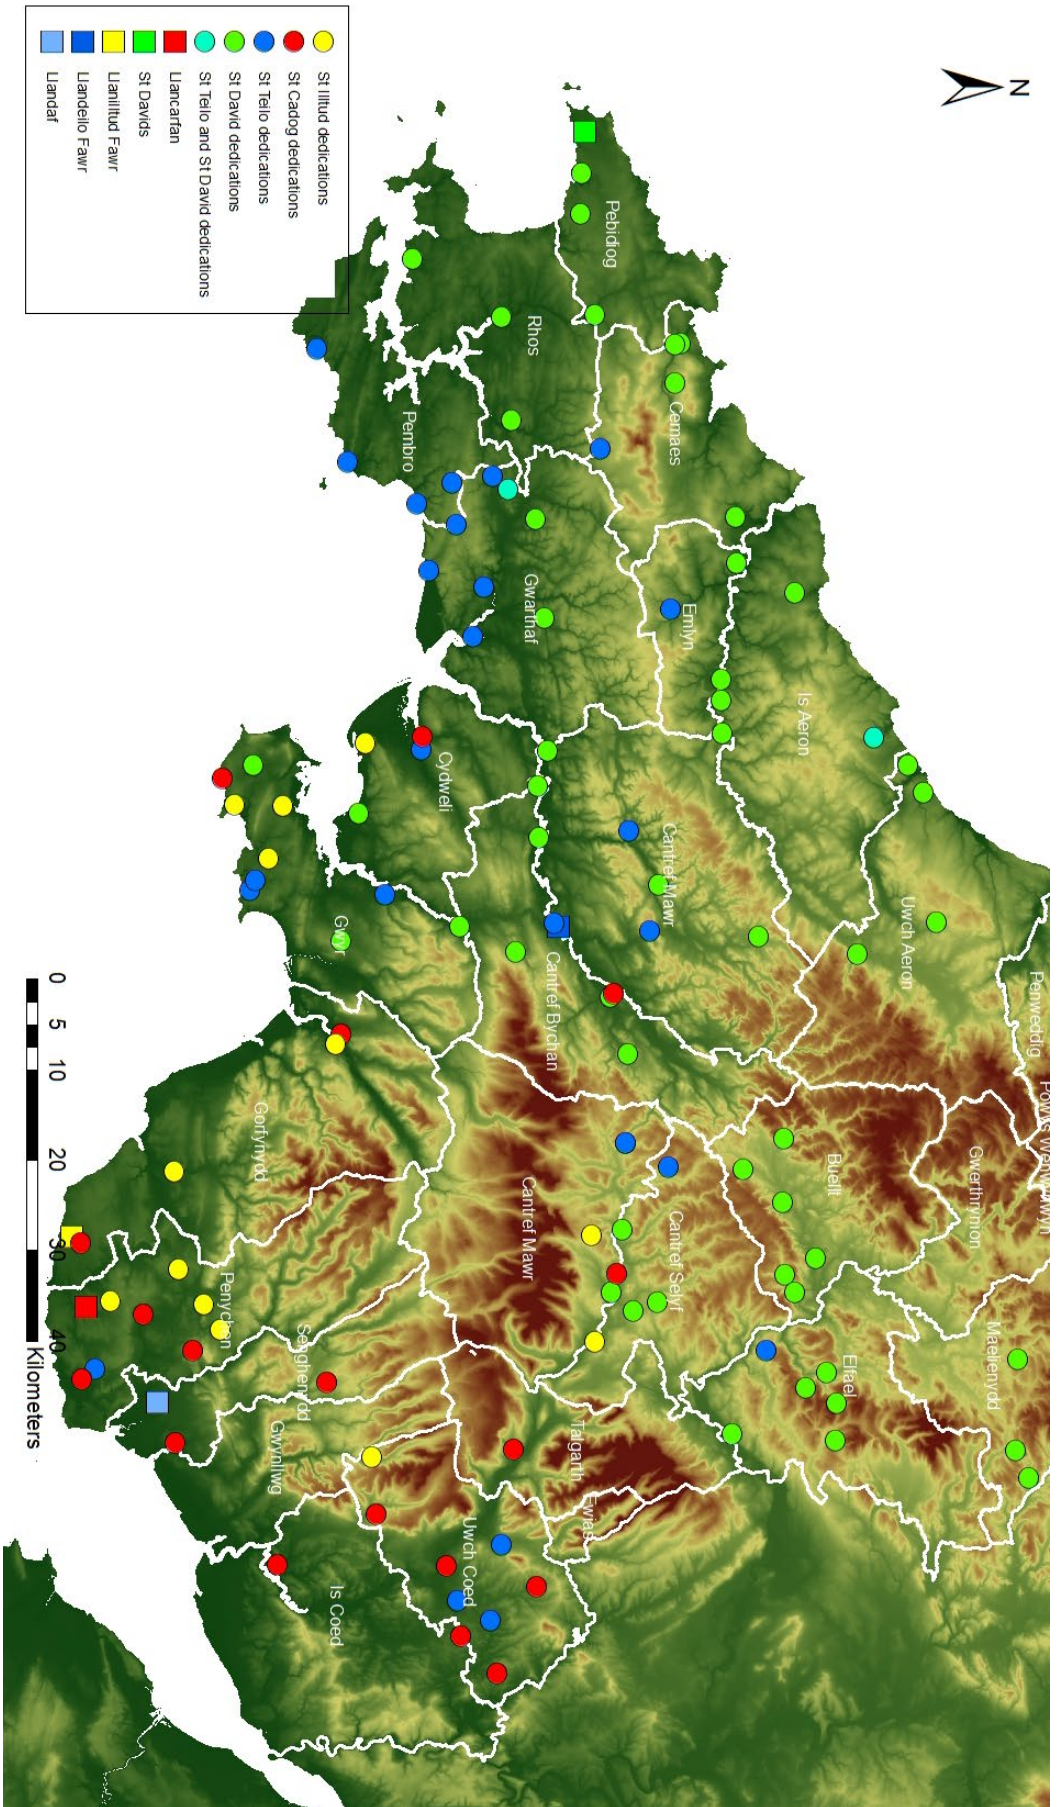 N
St Illtud dedications
St Cadog dedications
St Teilo dedications
St David dedications
St Teilo and St David dedications
Llancarfan
St Davids
Llanilltud Fawr
Llandeilo Fawr
Llandaf
Pebidiog
Rhos
Pembro
Cemaes
Gwarthaf
Emlyn
Is Aeron
Cydweli
Cantref Mawr
Uwch Aeron
Gwyr
Cantref Bychan
Penweddig
Powys Wenwynwyn
Gwerthrynion
Buellt
Gorfynydd
Cantref Mawr
Cantref Selyf
Maelienydd
Elfael
Penychen
Senghenydd
Gwynllwg
Talgarth
Ewias
Uwch Coed
Is Coed
0 5 10 20 30 40
Kilometers